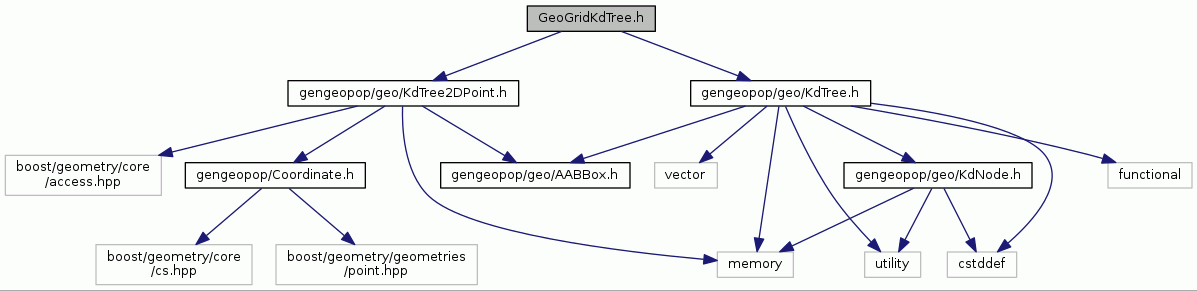 GeoGridKdTree.h
gengeopop/geo/KdTree2DPoint.h
gengeopop/geo/KdTree.h
boost/geometry/core
/access.hpp
gengeopop/Coordinate.h
gengeopop/geo/AABBox.h
vector
gengeopop/geo/KdNode.h
functional
boost/geometry/core
/cs.hpp
boost/geometry/geometries
/point.hpp
memory
utility
cstddef